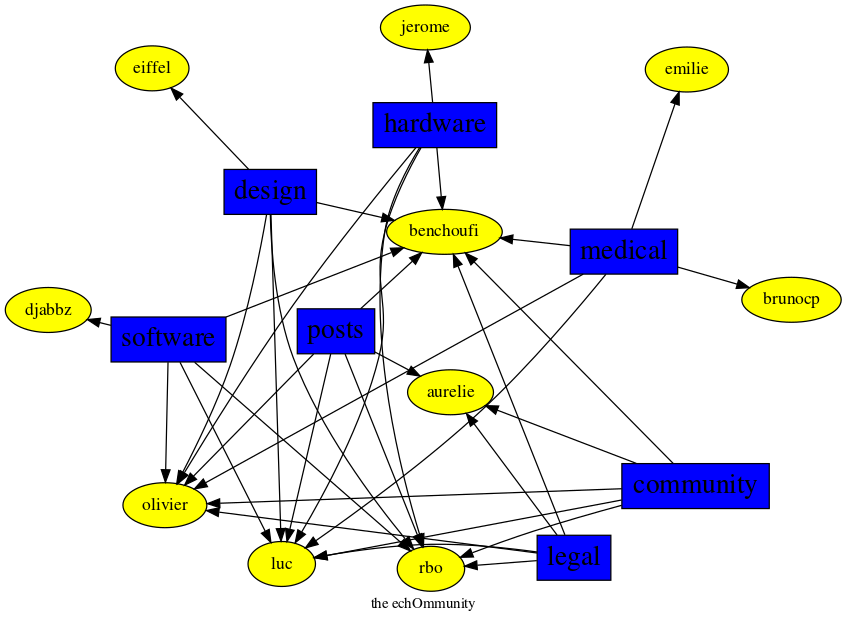 jerome
eiffel
emilie
hardware
design
benchoufi
medical
brunocp
djabbz
software
posts
aurelie
community
olivier
legal
luc
rbo
the echOmmunity